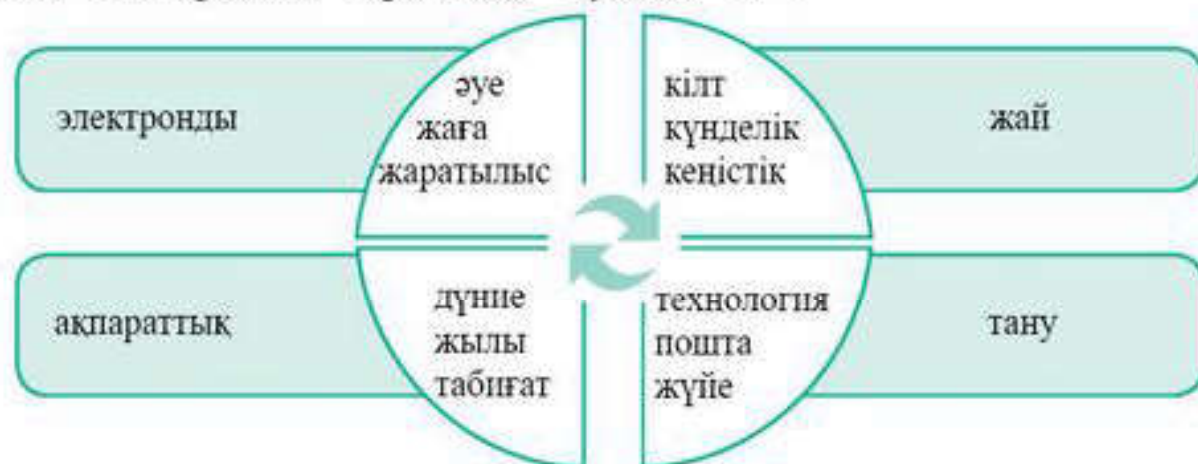 электронды
әуе
жаға
жаратылыс
кілт
күнделік
кеңістік
жай
ақпараттық
дүние
жылы
табиғат
технология
пошта
жүйе
тану